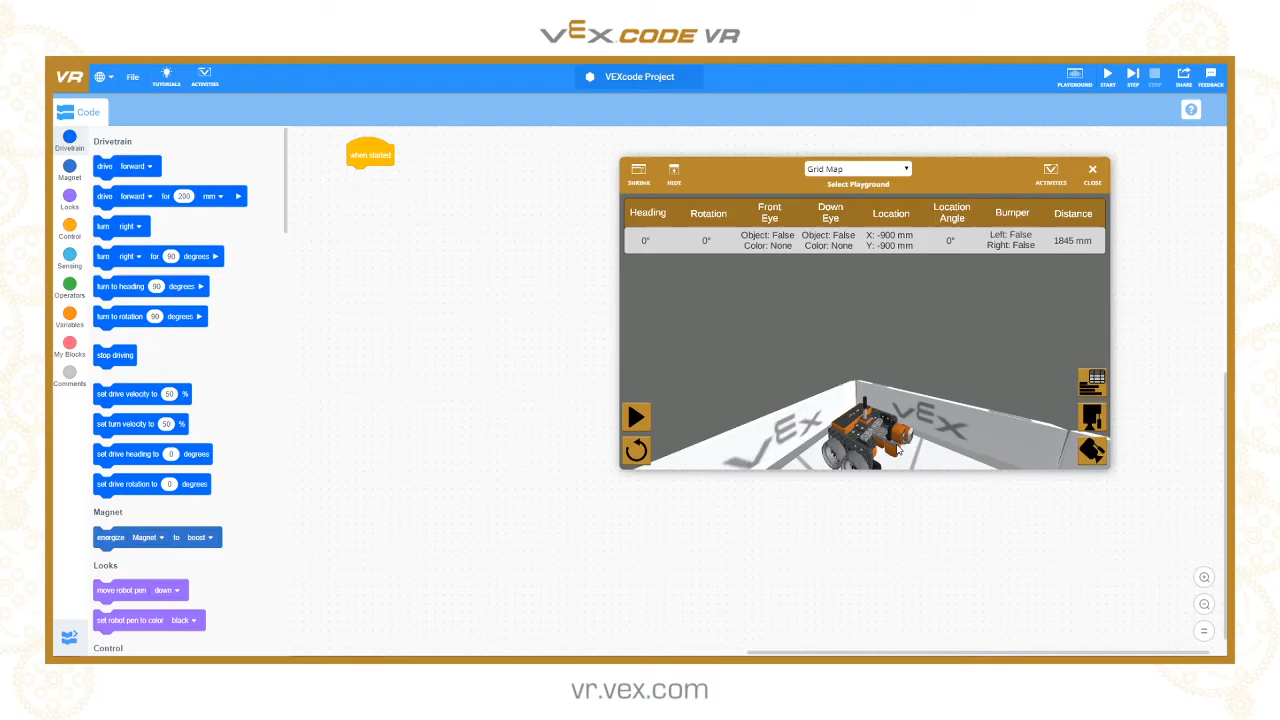 VEX CODE VR
VR
File
TUTORIALS
ACTIVITIES
VEXcode Project
PLAYGROUND
START
STEP
STOP
SHARE
FEEDBACK
Code
?
Drivetrain
Magnet
Looks
Control
Sensing
Operators
Variables
My Blocks
Comments
Drivetrain
drive forward
drive forward for 200 mm
turn right
turn right for 90 degrees
turn to heading 90 degrees
turn to rotation 90 degrees
stop driving
set drive velocity to 50 %
set turn velocity to 50 %
set drive heading to 0 degrees
set drive rotation to 0 degrees
Magnet
energize Magnet to boost
Looks
move robot pen down
set robot pen to color black
Control
when started
SHRINK
HIDE
Grid Map
Select Playground
ACTIVITIES
CLOSE
Heading Rotation Front Eye Down Eye Location Location Angle Bumper Distance
0° 0° Object: False Object: False X: -900 mm 0° Left: False 1845 mm
Color: None Color: None Y: -900 mm Right: False
VEX VEX
vr.vex.com